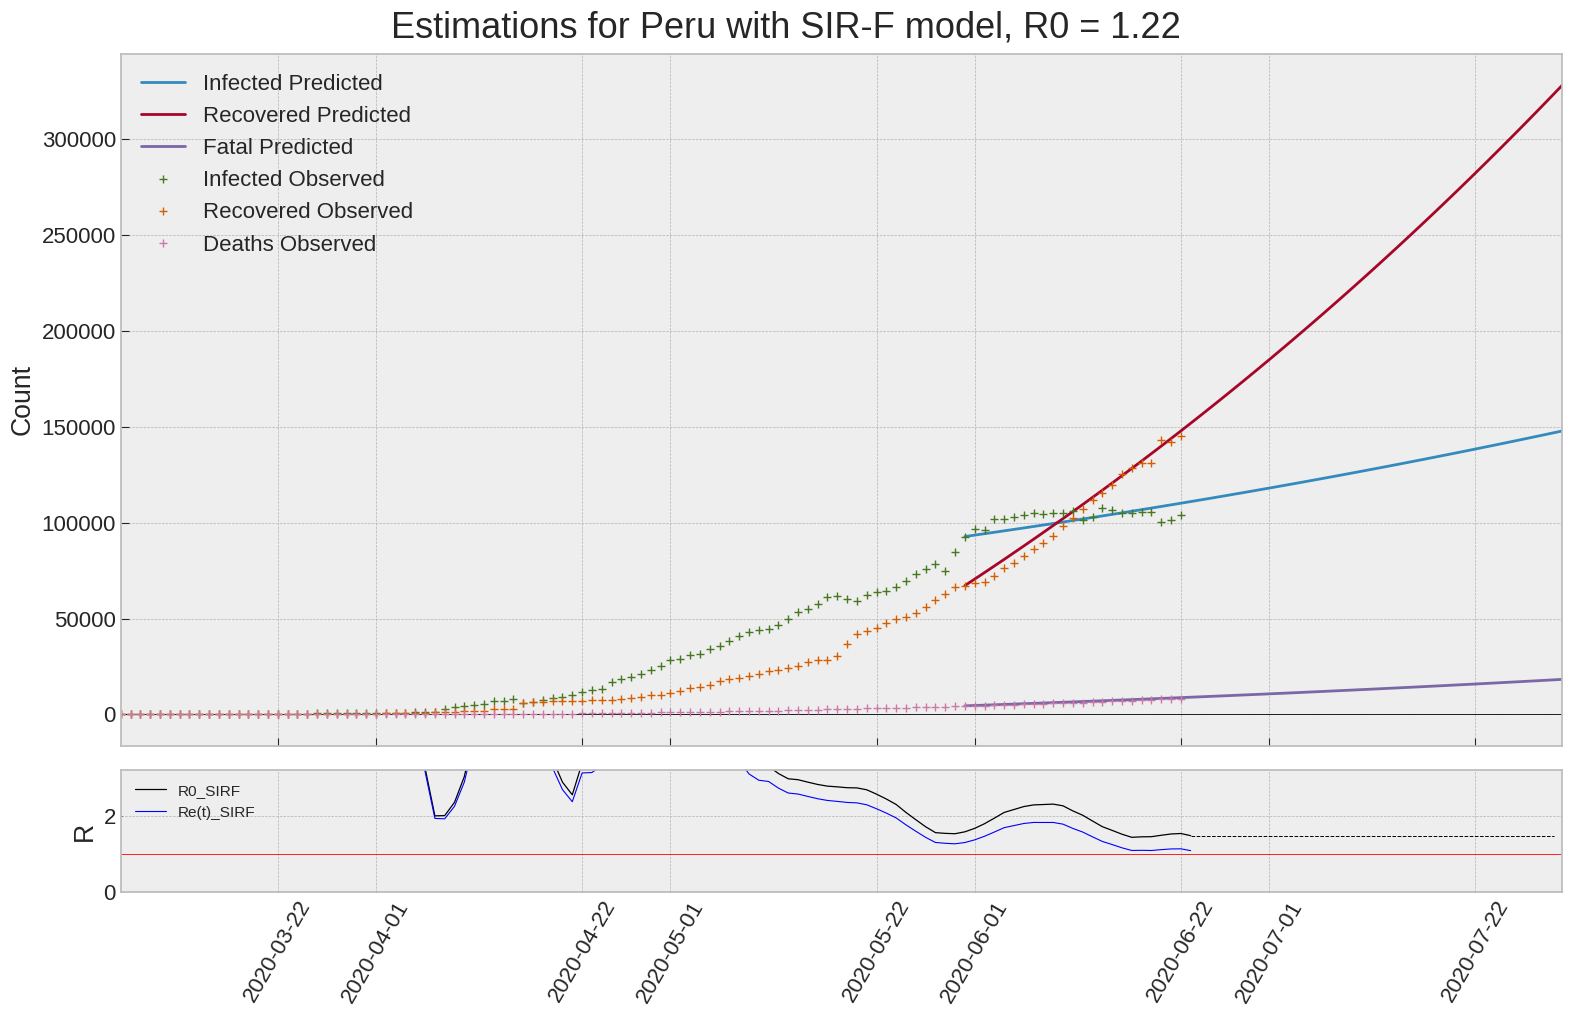 Estimations for Peru with SIR-F model, R0 = 1.22
Infected Predicted
Recovered Predicted
Fatal Predicted
Infected Observed
Recovered Observed
Deaths Observed
300000
250000
200000
150000
100000
50000
0
Count
R0_SIRF
Re(t)_SIRF
2
0
R
2020-03-22
2020-04-01
2020-04-22
2020-05-01
2020-05-22
2020-06-01
2020-06-22
2020-07-01
2020-07-22